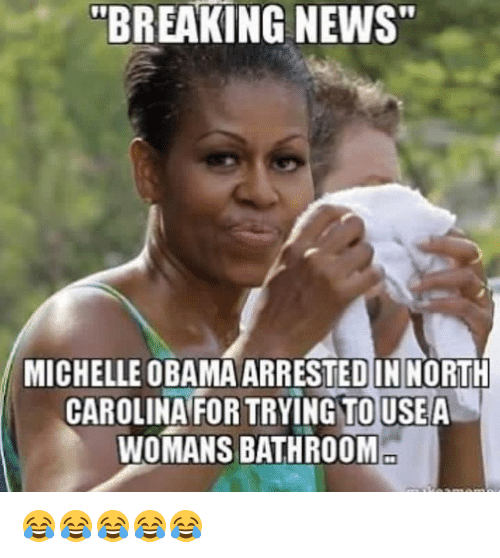 "BREAKING NEWS"
MICHELLE OBAMA ARRESTED IN NORTH
CAROLINA FOR TRYING TO USE A
WOMANS BATHROOM..
😂😂😂😂😂